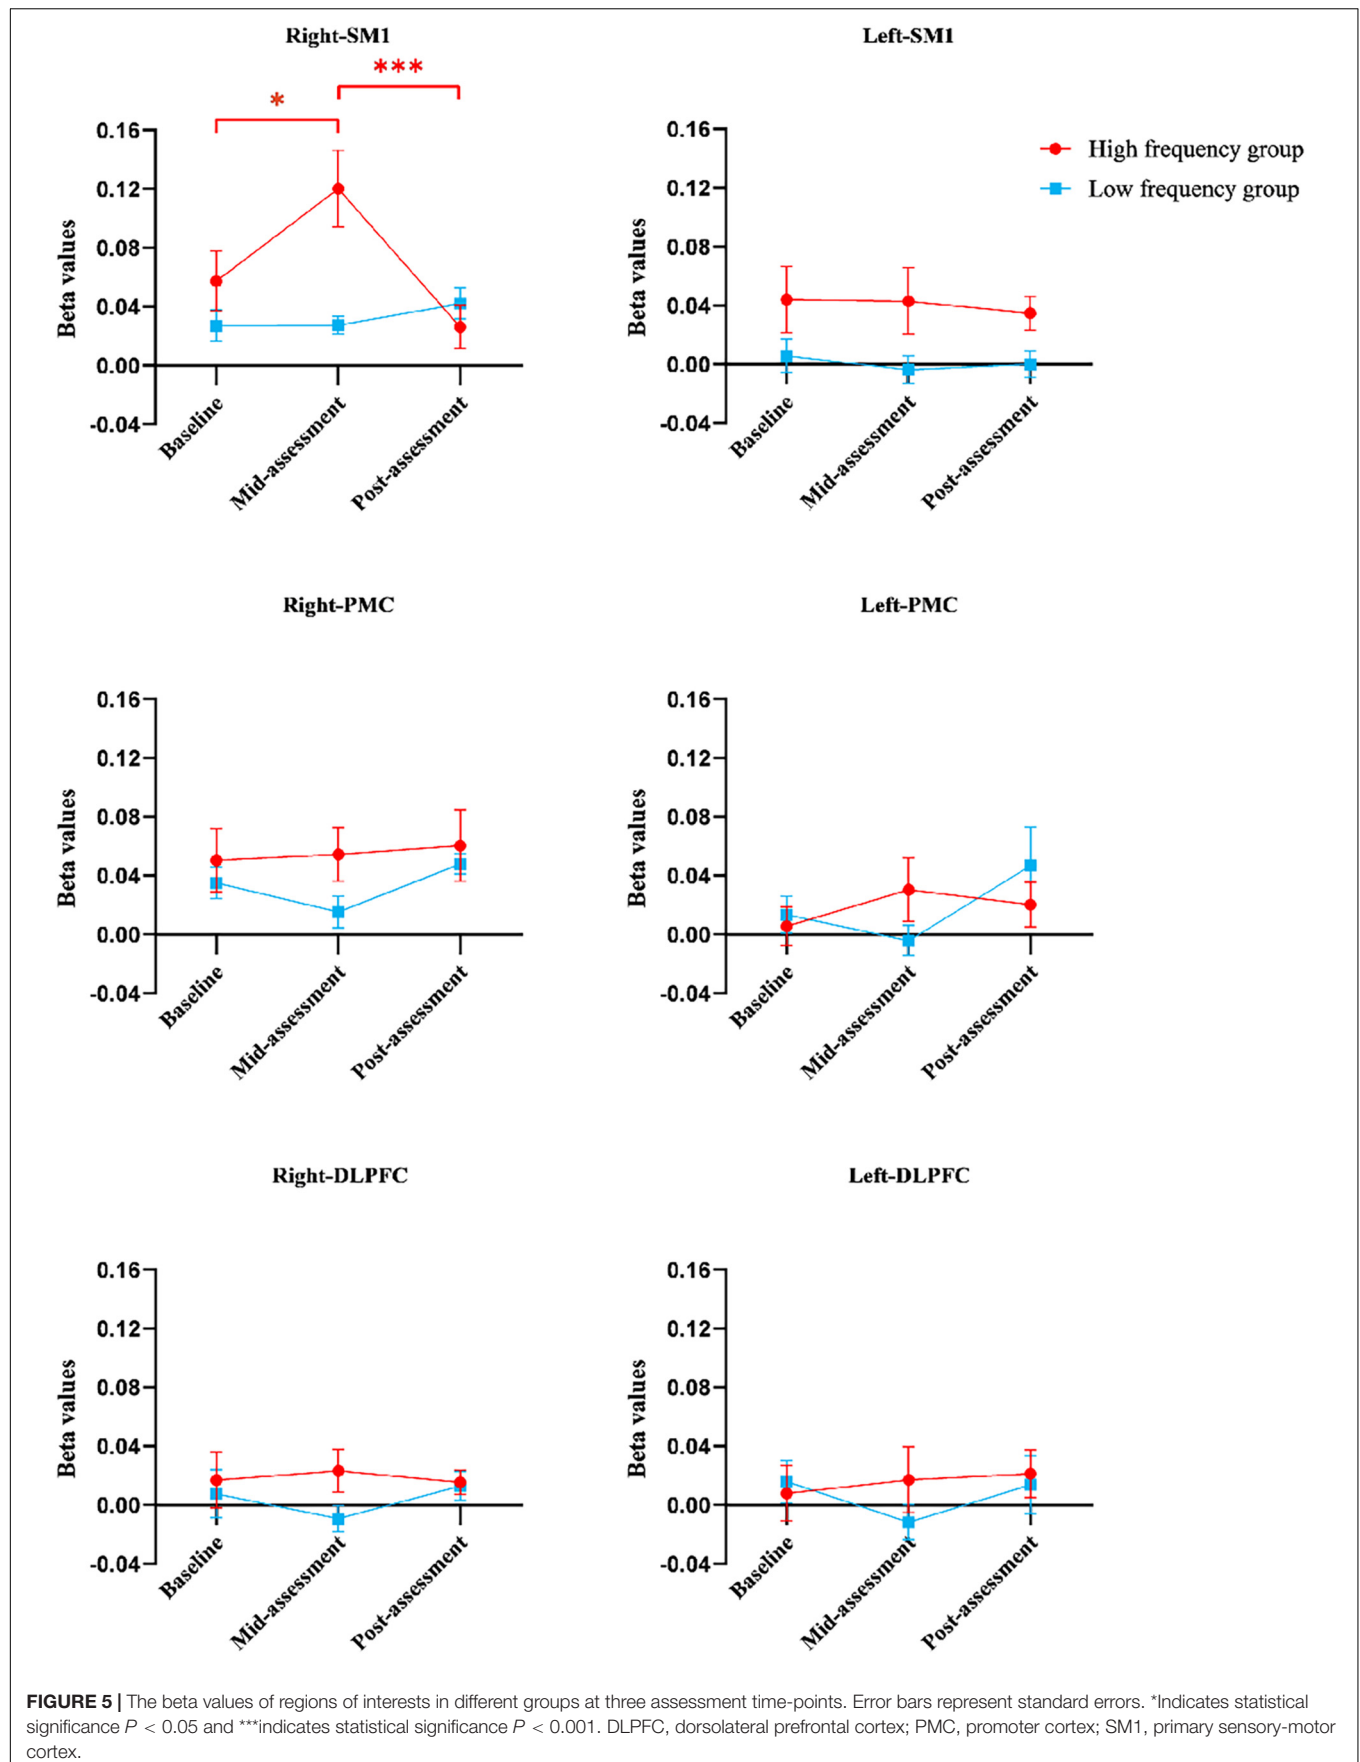 Right-SM1
Left-SM1
***
*
0.16
0.12
0.08
0.04
0.00
-0.04
Beta values
Baseline
Mid-assessment
Post-assessment
0.16
0.12
0.08
0.04
0.00
-0.04
Beta values
Baseline
Mid-assessment
Post-assessment
High frequency group
Low frequency group
Right-PMC
Left-PMC
0.16
0.12
0.08
0.04
0.00
-0.04
Beta values
Baseline
Mid-assessment
Post-assessment
0.16
0.12
0.08
0.04
0.00
-0.04
Beta values
Baseline
Mid-assessment
Post-assessment
Right-DLPFC
Left-DLPFC
0.16
0.12
0.08
0.04
0.00
-0.04
Beta values
Baseline
Mid-assessment
Post-assessment
0.16
0.12
0.08
0.04
0.00
-0.04
Beta values
Baseline
Mid-assessment
Post-assessment
FIGURE 5 | The beta values of regions of interests in different groups at three assessment time-points. Error bars represent standard errors. *Indicates statistical
significance P < 0.05 and ***indicates statistical significance P < 0.001. DLPFC, dorsolateral prefrontal cortex; PMC, promoter cortex; SM1, primary sensory-motor
cortex.